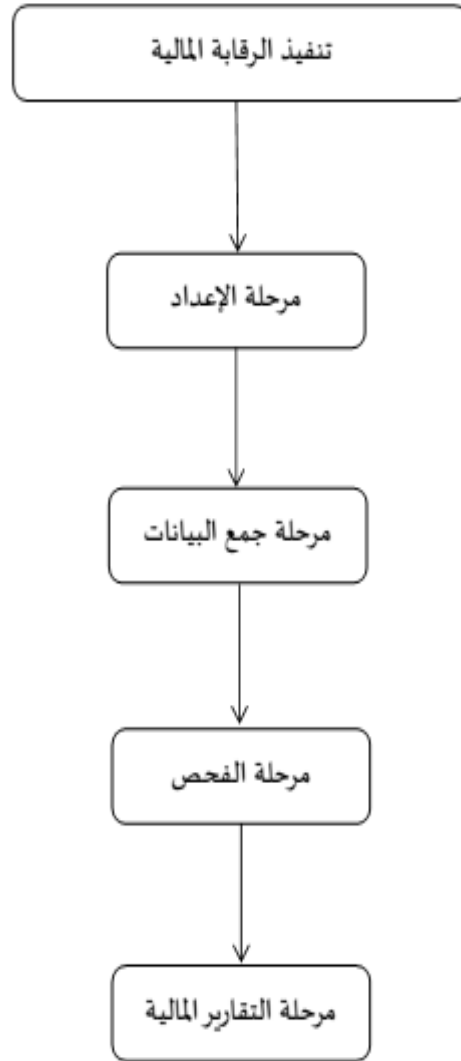 تنفيذ الرقابة المالية
مرحلة الإعداد
مرحلة جمع البيانات
مرحلة الفحص
مرحلة التقارير المالية